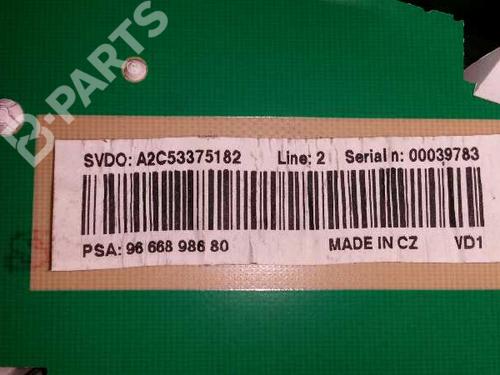 B-PARTS
SVDO: A2C53375182 Line: 2 Serial n: 00039783
PSA: 96 668 986 80 MADE IN CZ VD1